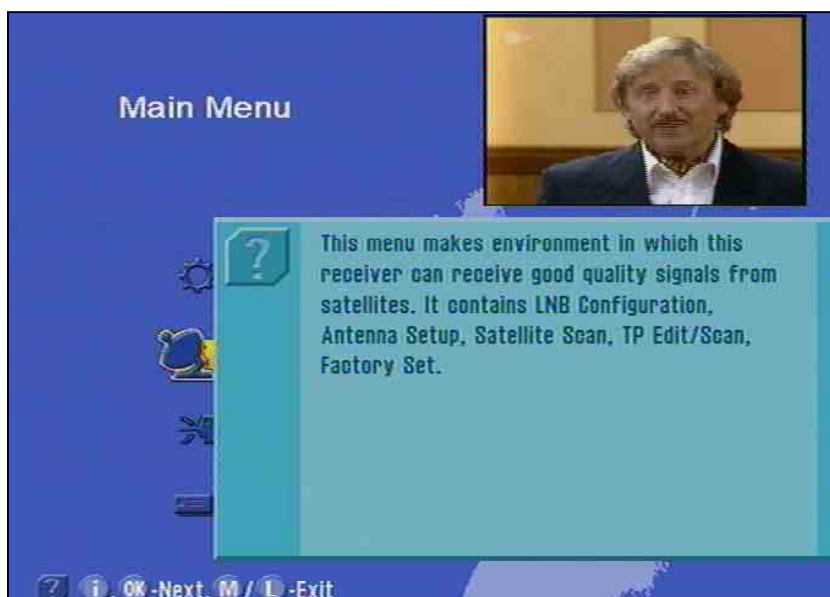 Main Menu
?
This menu makes environment in which this
receiver can receive good quality signals from
satellites. It contains LNB Configuration,
Antenna Setup, Satellite Scan, TP Edit/Scan,
Factory Set.
? i, OK -Next, M / L -Exit